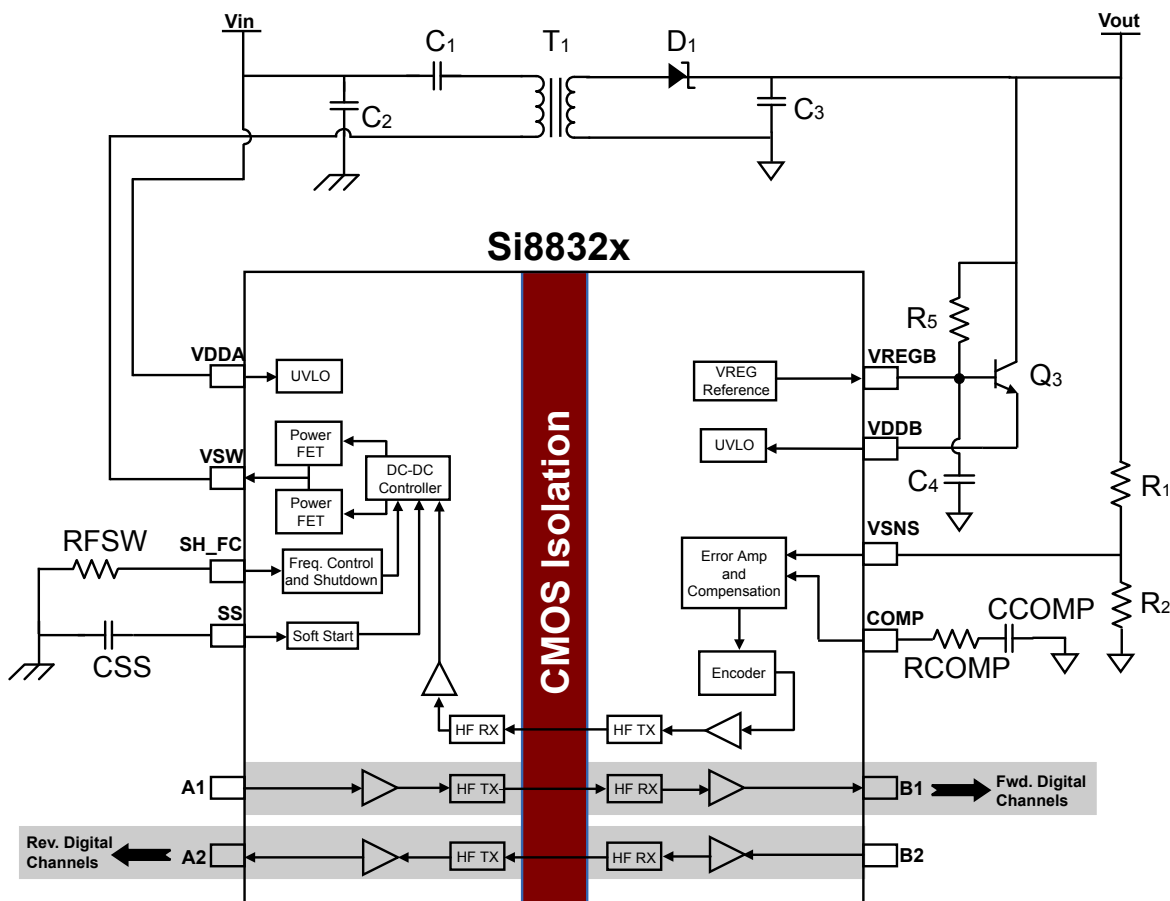 Vin
Vout
C1
T1
D1
C2
C3
Si8832x
R5
VDDA
UVLO
VREG
Reference
VREGB
Q3
CMOS Isolation
Power
FET
VSW
DC-DC
Controller
Power
FET
UVLO
VDDB
C4
R1
RFSW
SH_FC
Freq. Control
and Shutdown
Error Amp
and
Compensation
VSNS
SS
Soft Start
CSS
COMP
CCOMP
R2
RCOMP
Encoder
HF RX
HF TX
A1
HF TX
HF RX
B1
Fwd. Digital
Channels
Rev. Digital
Channels
A2
HF TX
HF RX
B2